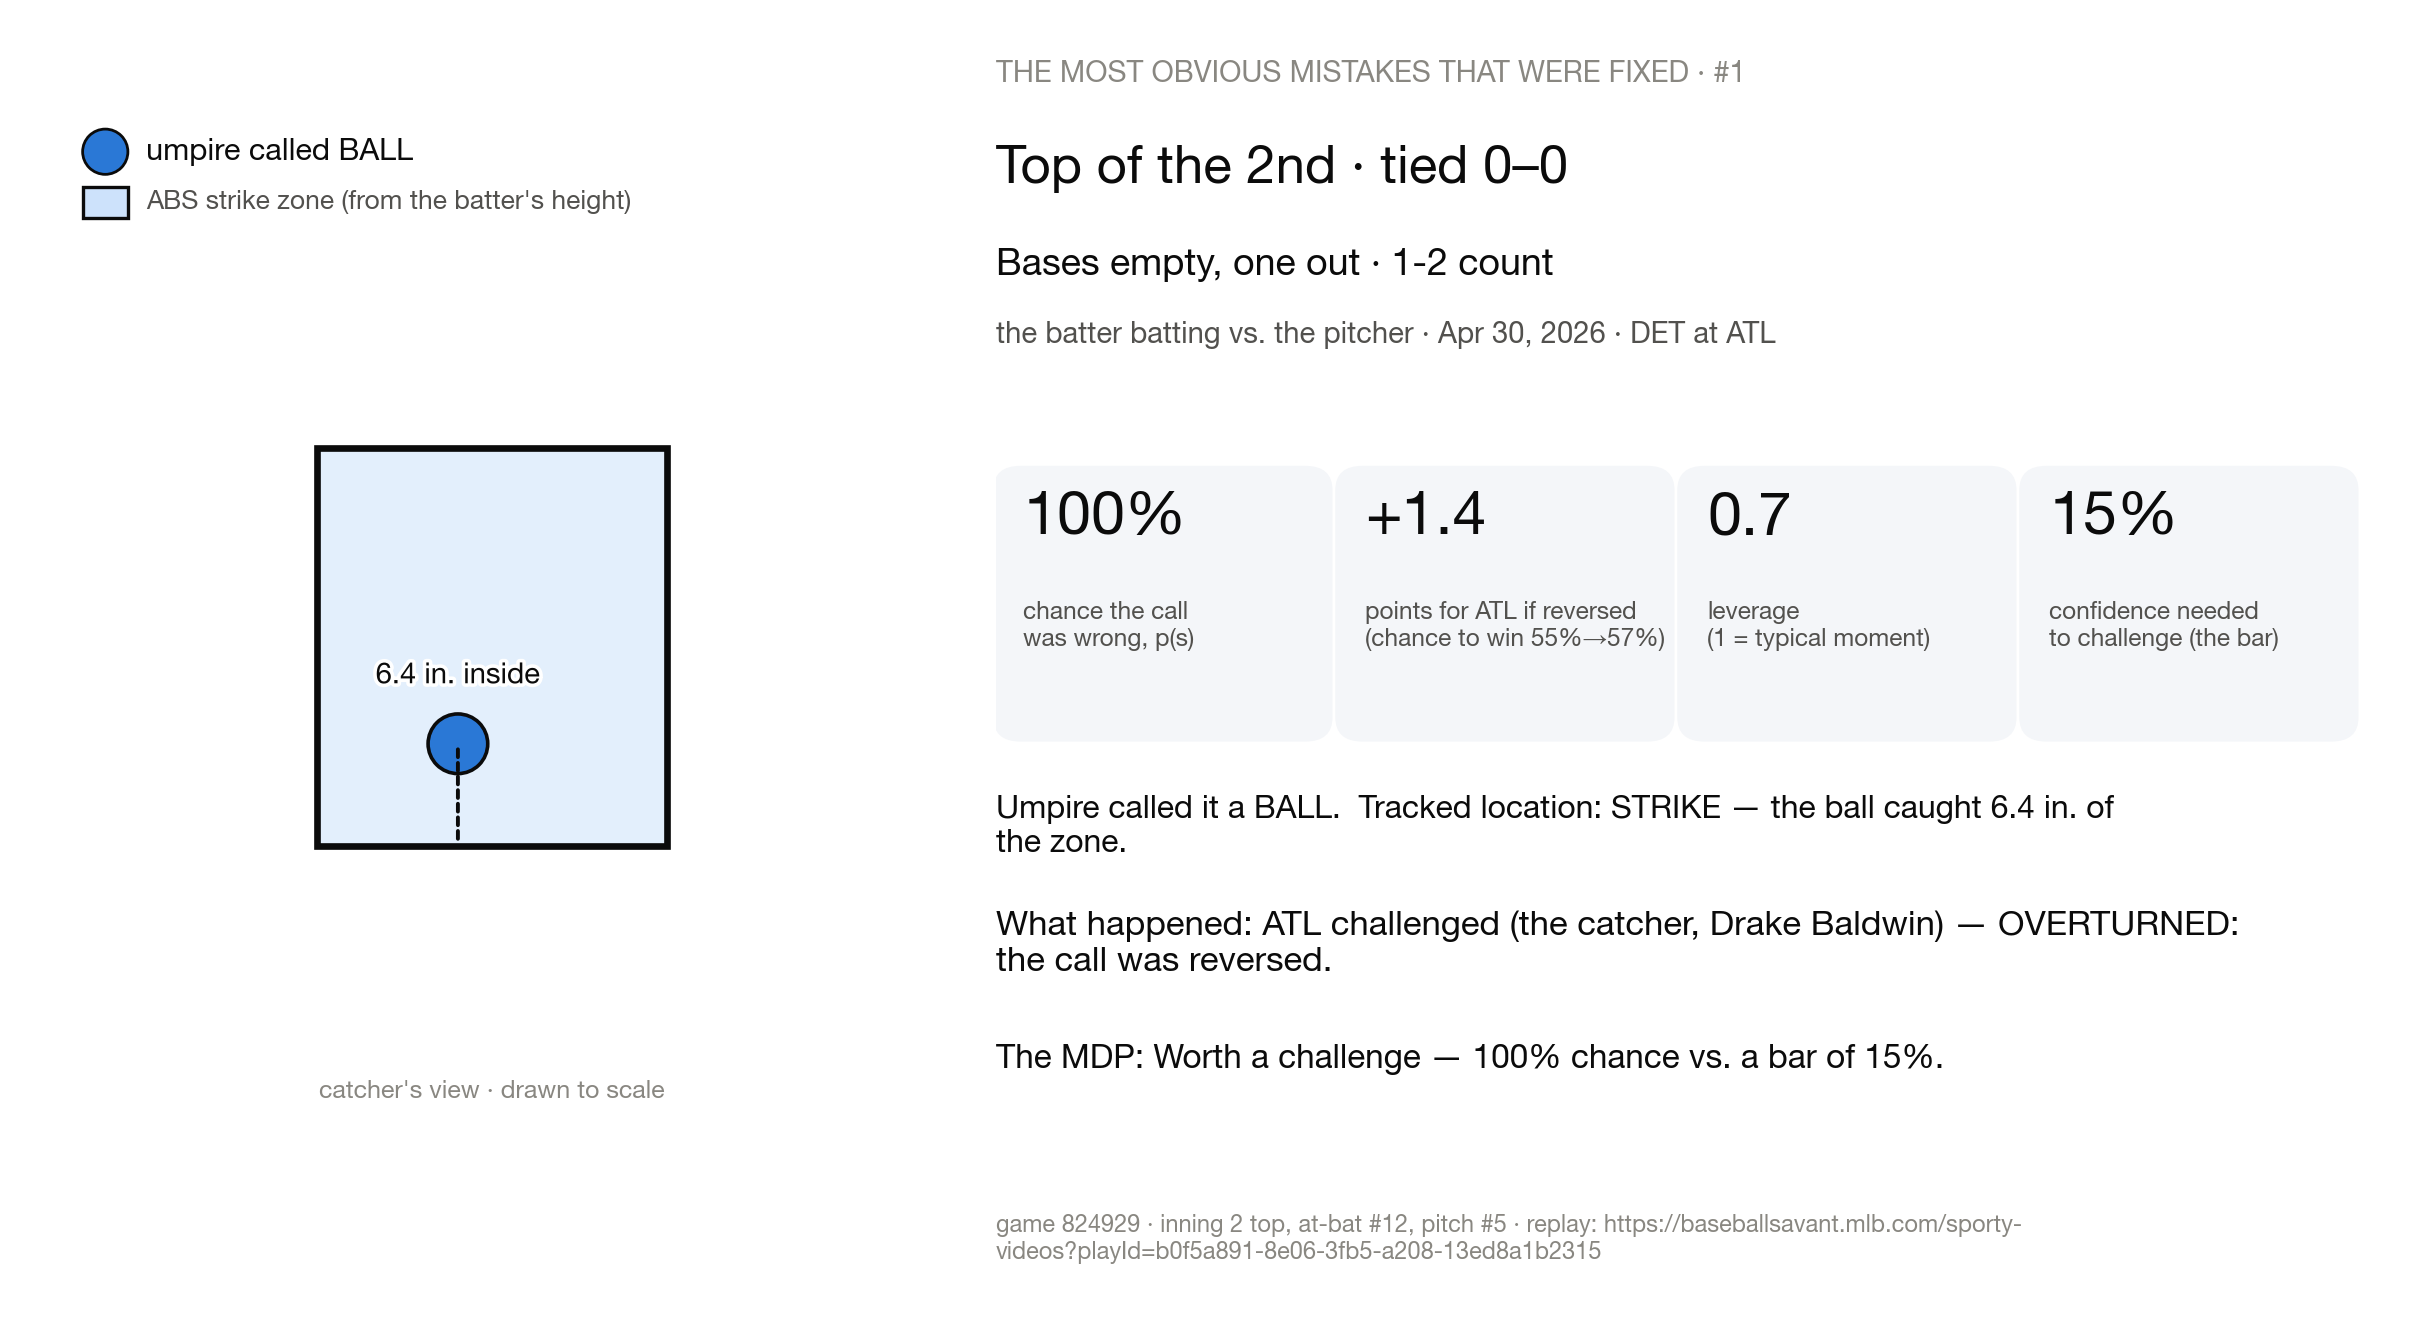 THE MOST OBVIOUS MISTAKES THAT WERE FIXED · #1
umpire called BALL
ABS strike zone (from the batter's height)
Top of the 2nd · tied 0–0
Bases empty, one out · 1-2 count
the batter batting vs. the pitcher · Apr 30, 2026 · DET at ATL
6.4 in. inside
catcher's view · drawn to scale
100%
chance the call
was wrong, p(s)
+1.4
points for ATL if reversed
(chance to win 55%→57%)
0.7
leverage
(1 = typical moment)
15%
confidence needed
to challenge (the bar)
Umpire called it a BALL.  Tracked location: STRIKE — the ball caught 6.4 in. of
the zone.
What happened: ATL challenged (the catcher, Drake Baldwin) — OVERTURNED:
the call was reversed.
The MDP: Worth a challenge — 100% chance vs. a bar of 15%.
game 824929 · inning 2 top, at-bat #12, pitch #5 · replay: https://baseballsavant.mlb.com/sporty-
videos?playId=b0f5a891-8e06-3fb5-a208-13ed8a1b2315